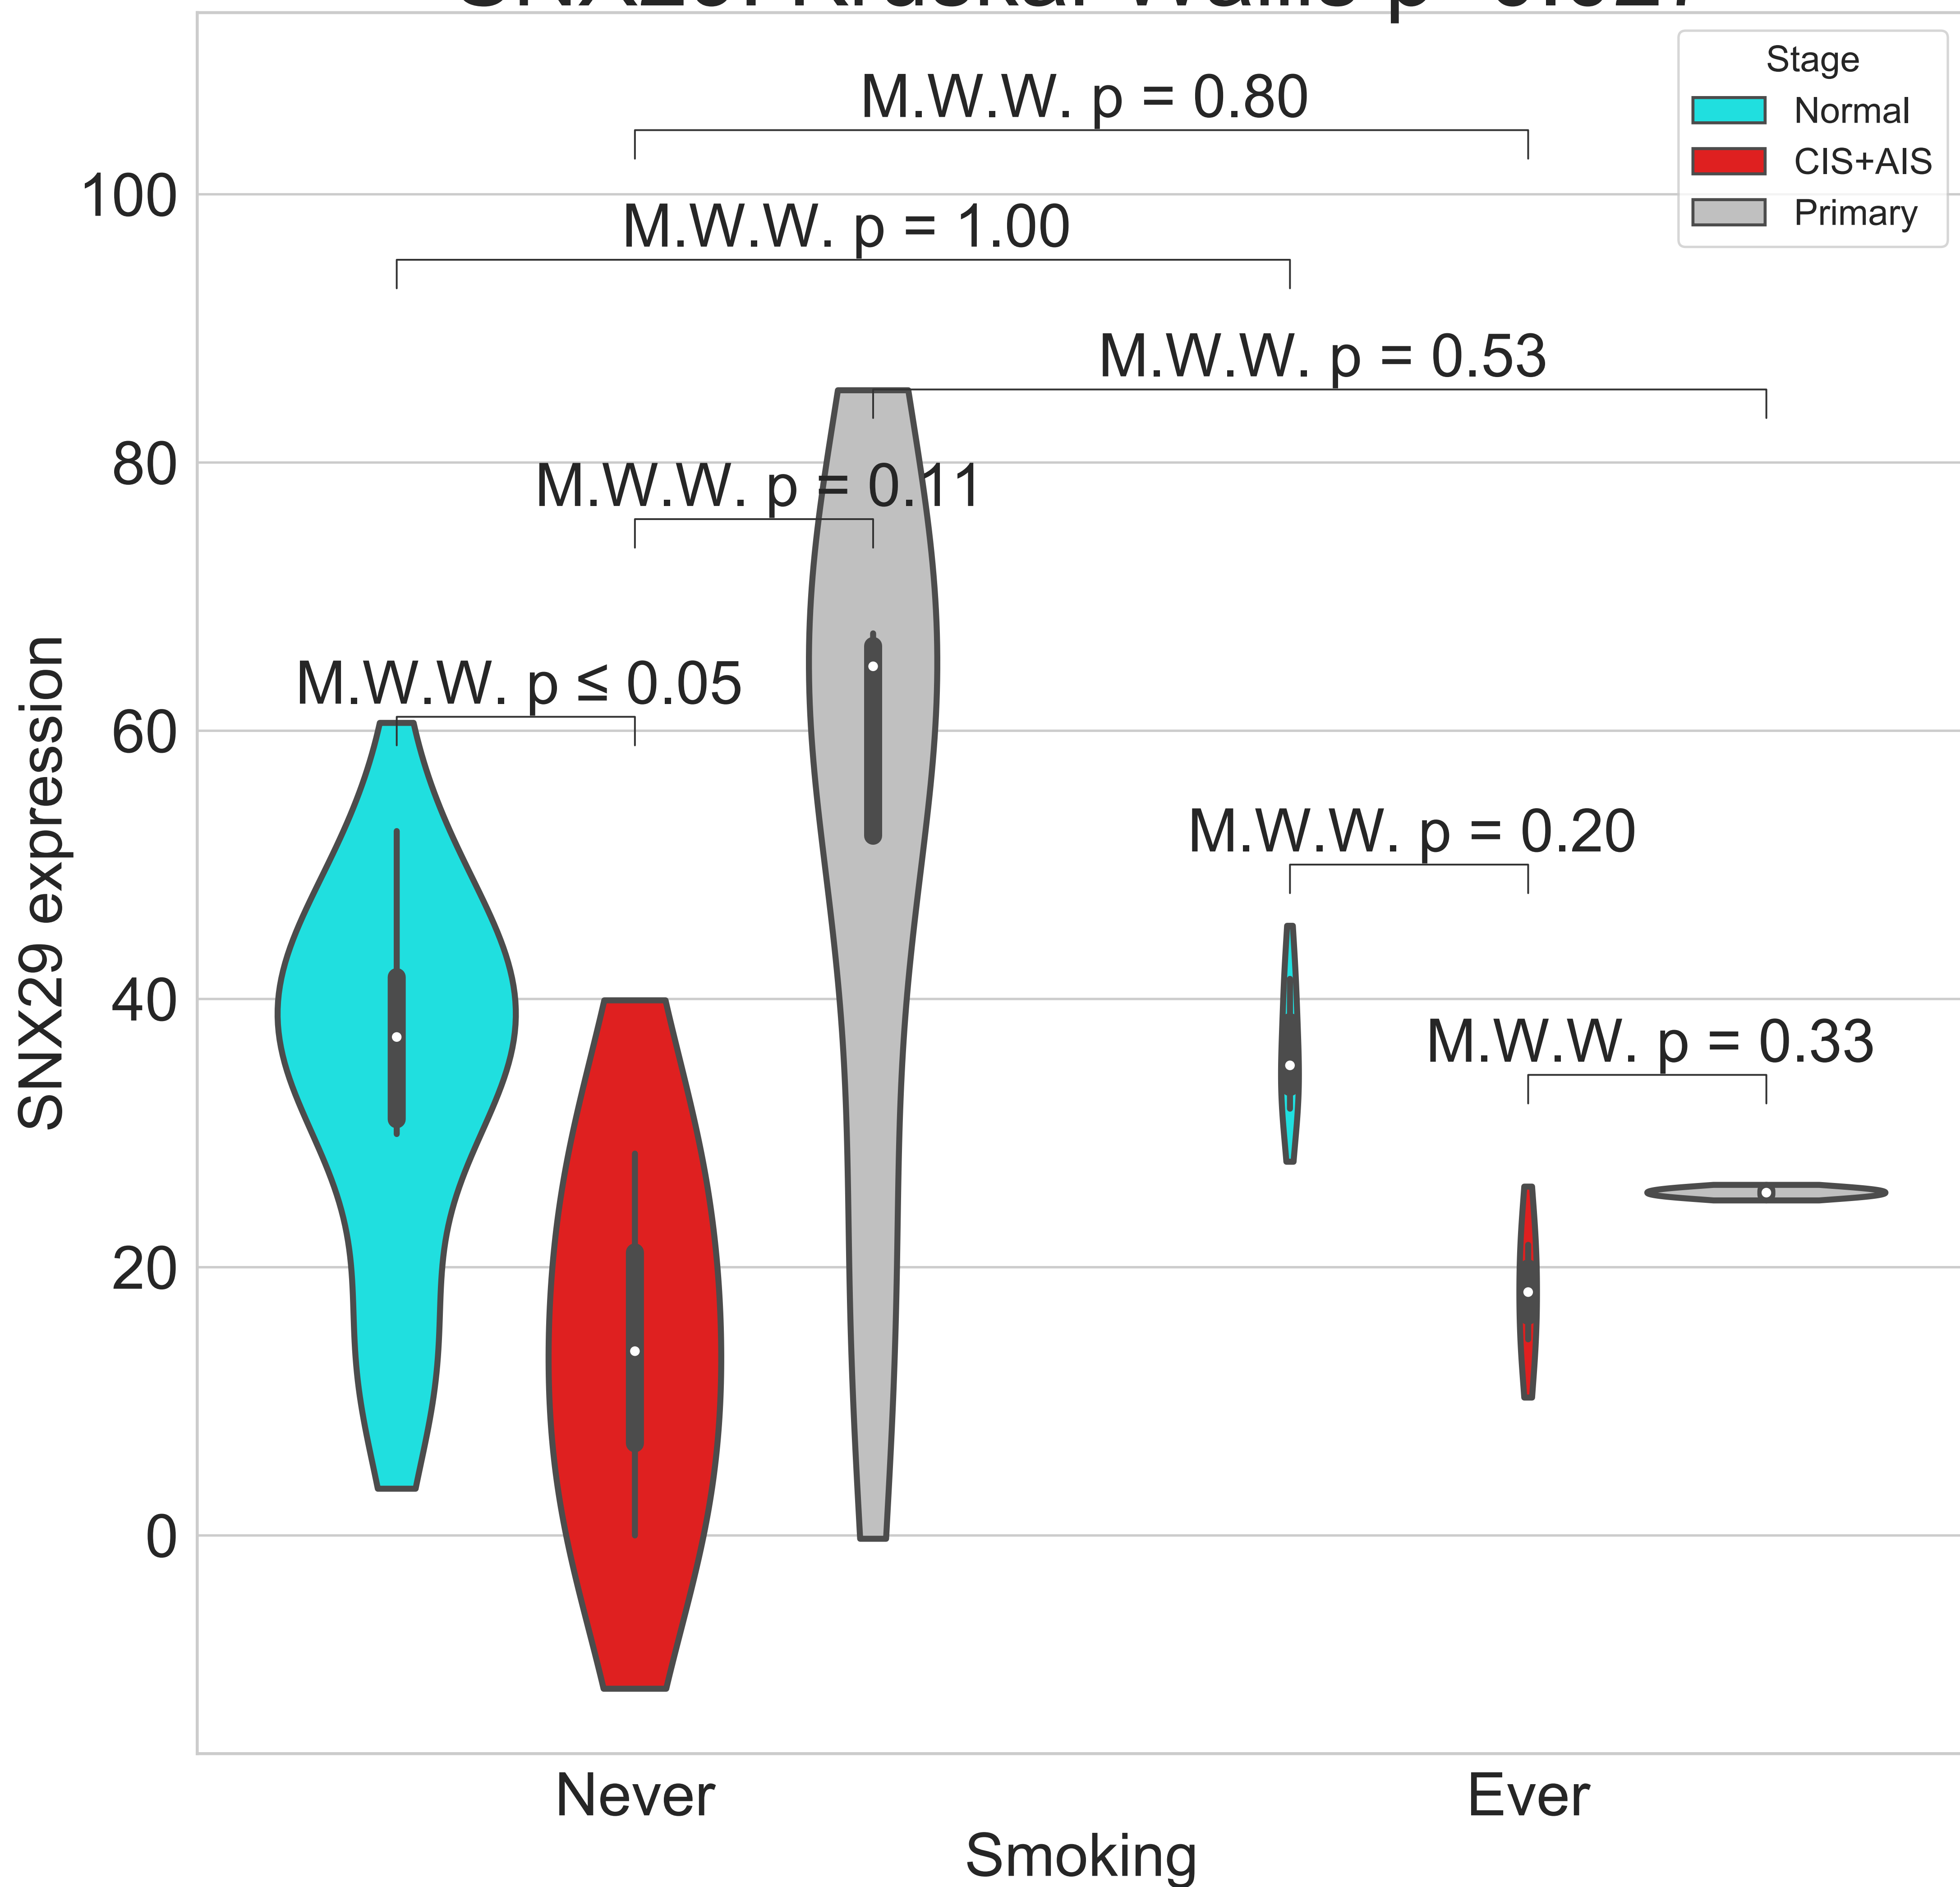 Stage
Normal
CIS+AIS
Primary
M.W.W. p = 0.80
M.W.W. p = 1.00
M.W.W. p = 0.53
M.W.W. p = 0.11
M.W.W. p ≤ 0.05
M.W.W. p = 0.20
M.W.W. p = 0.33
100
80
60
40
20
0
SNX29 expression
Never
Ever
Smoking